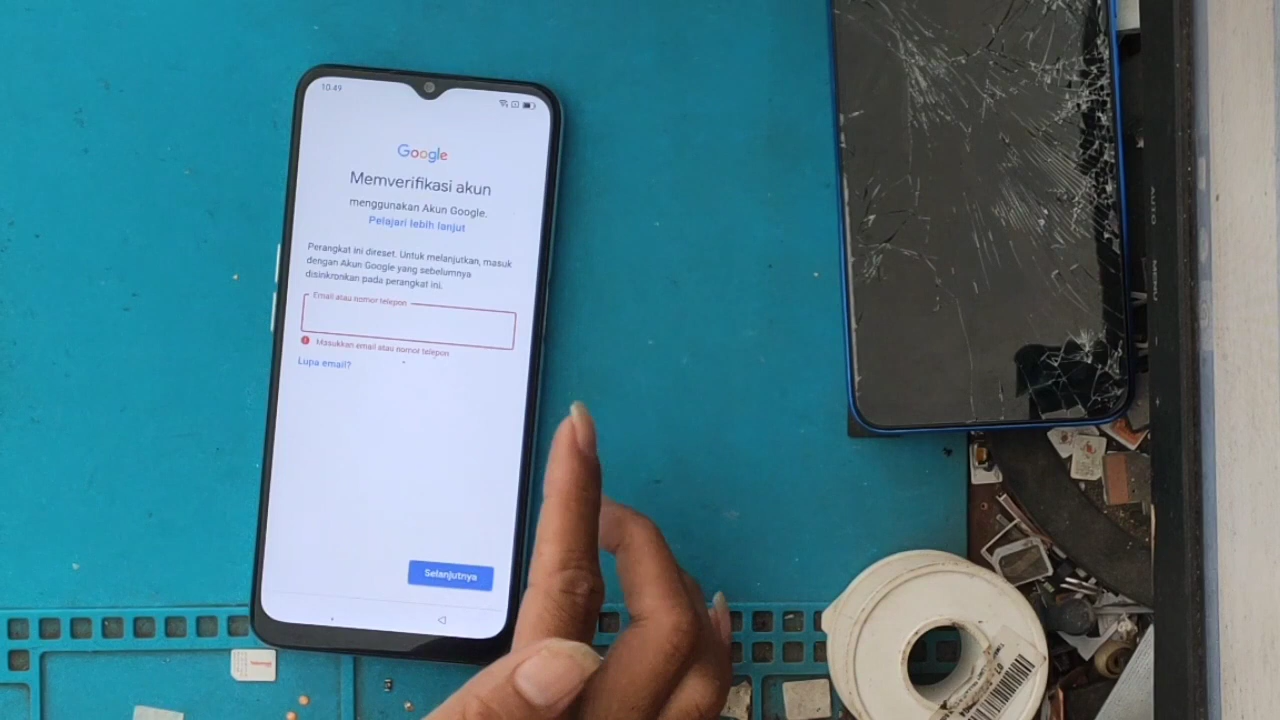 10.49
Google
Memverifikasi akun
menggunakan Akun Google.
Pelajari lebih lanjut
Perangkat ini direset. Untuk melanjutkan, masuk
dengan Akun Google yang sebelumnya
disinkronkan pada perangkat ini.
Email atau nomor telepon
Masukkan email atau nomor telepon
Lupa email?
Selanjutnya
AUTO
MENU